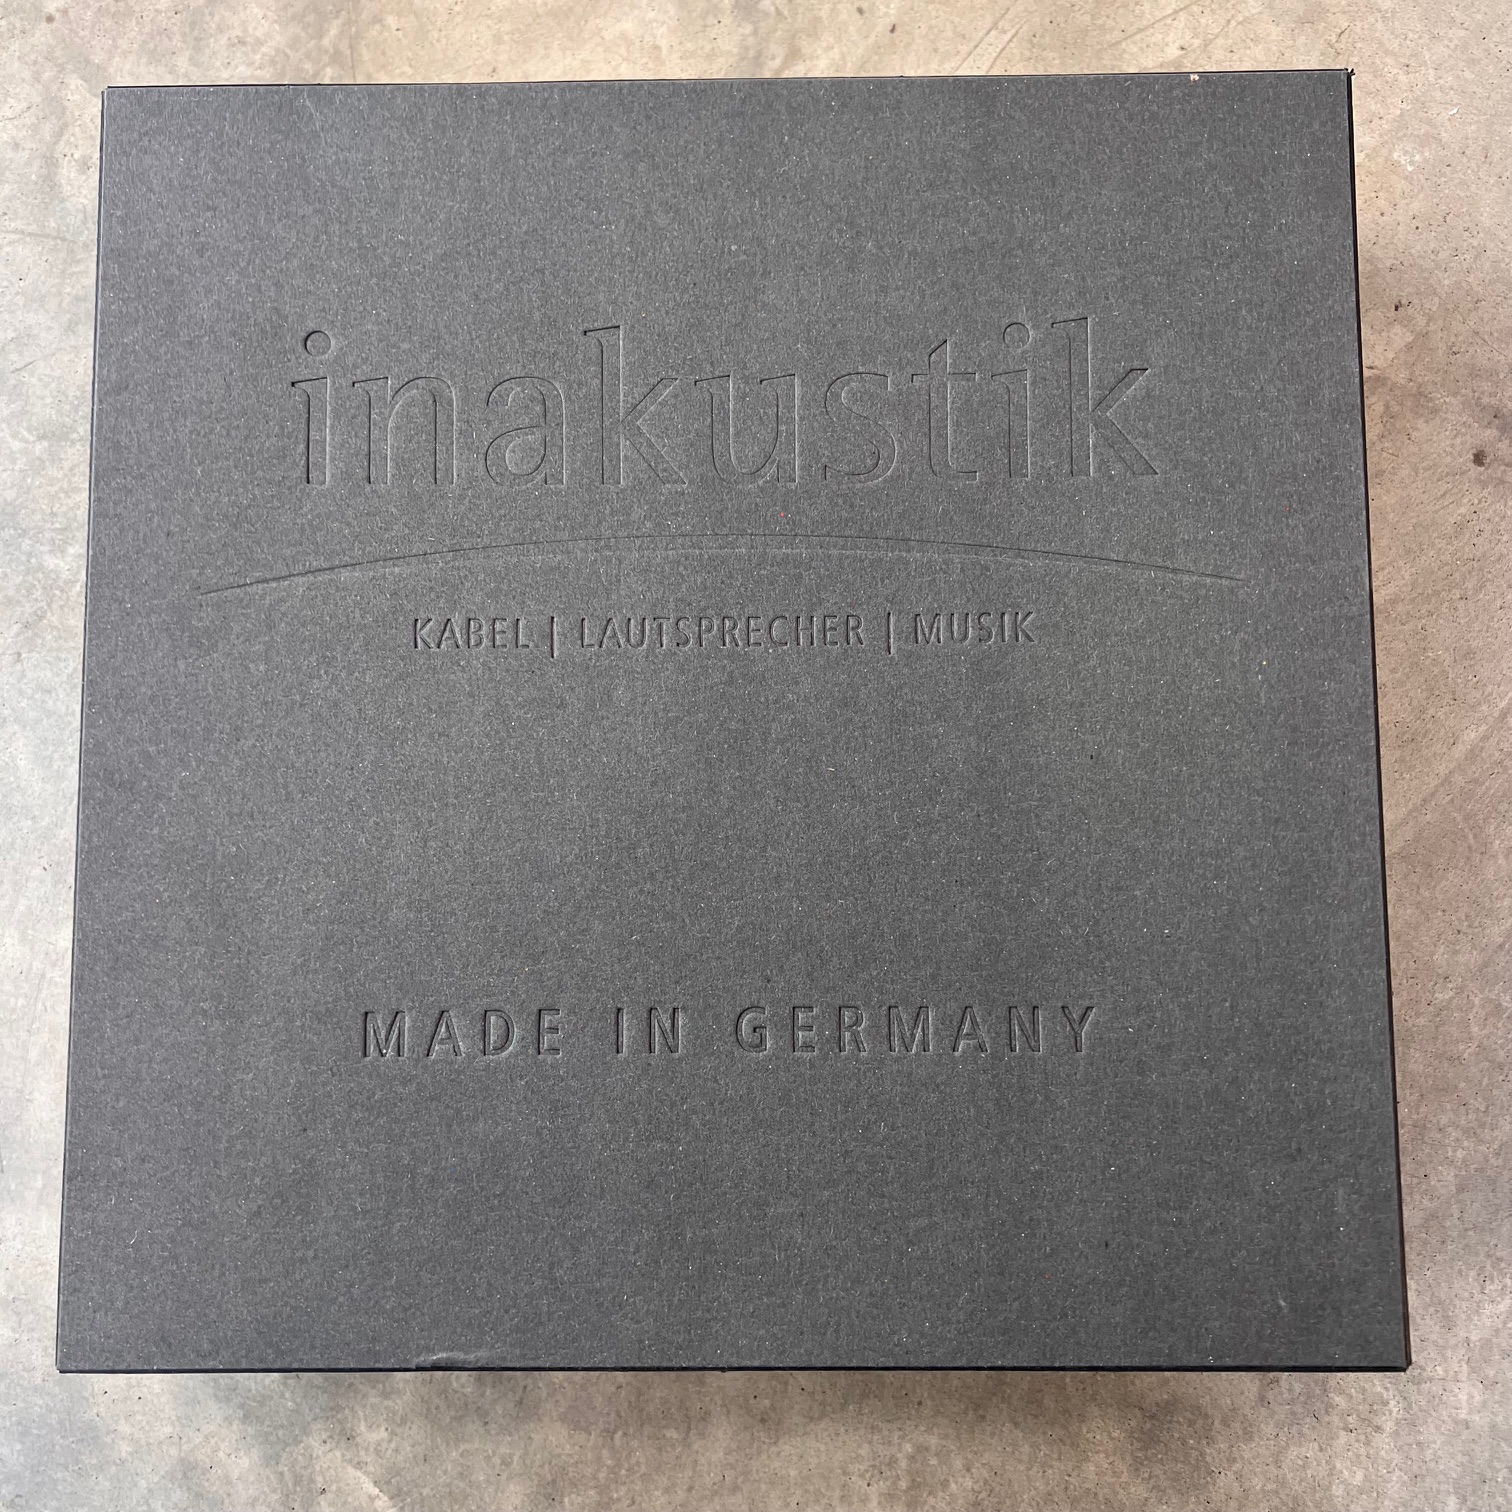 inakustik
KABEL | LAUTSPRECHER | MUSIK
MADE IN GERMANY